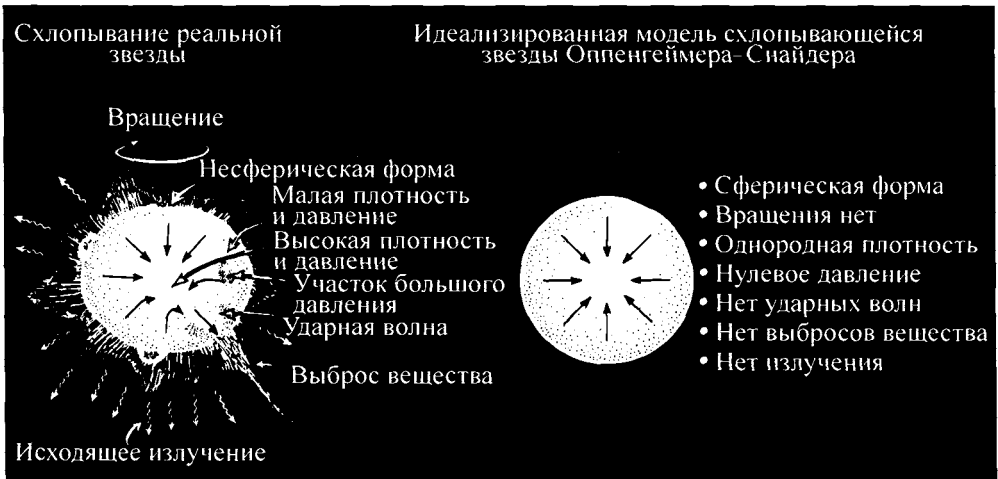 Схлопывание реальной
звезды
Идеализированная модель схлопывающейся
звезды Оппенгеймера–Снайдера
Вращение
Несферическая форма
Малая плотность
и давление
Высокая плотность
и давление
Участок большого
давления
Ударная волна
Выброс вещества
Исходящее излучение
• Сферическая форма
• Вращения нет
• Однородная плотность
• Нулевое давление
• Нет ударных волн
• Нет выбросов вещества
• Нет излучения